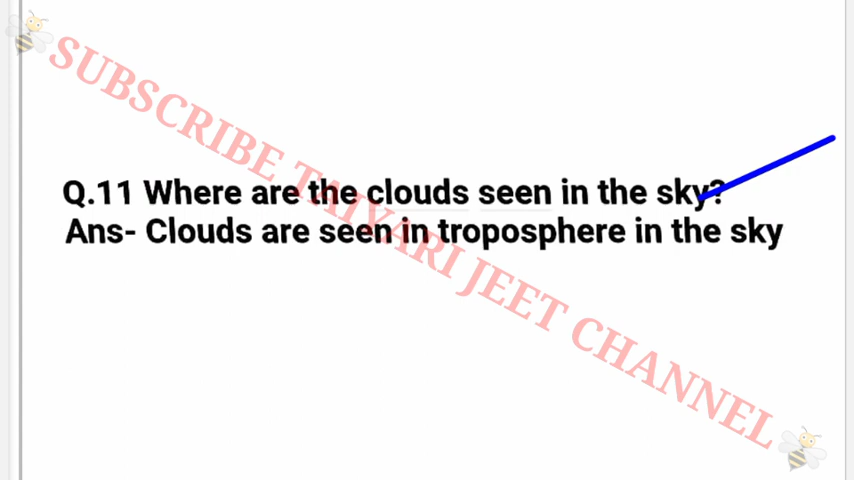 SUBSCRIBE TAIYARI JEET CHANNEL
Q.11 Where are the clouds seen in the sky?
Ans- Clouds are seen in troposphere in the sky